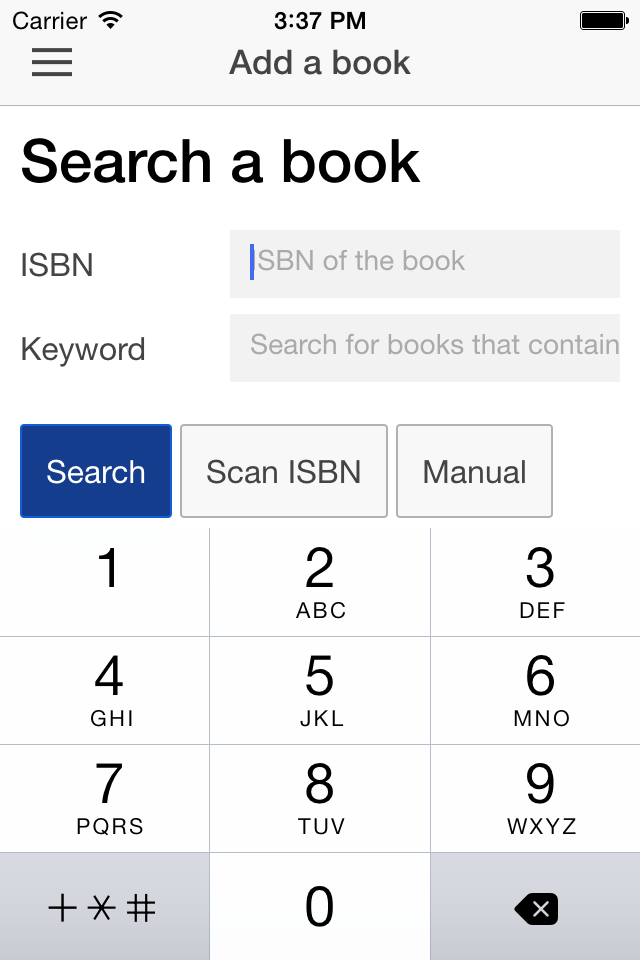 Carrier 3:37 PM
Add a book
Search a book
ISBN ISBN of the book
Keyword Search for books that contain
Search Scan ISBN Manual
1 2 3
ABC DEF
4 5 6
GHI JKL MNO
7 8 9
PQRS TUV WXYZ
+ * # 0